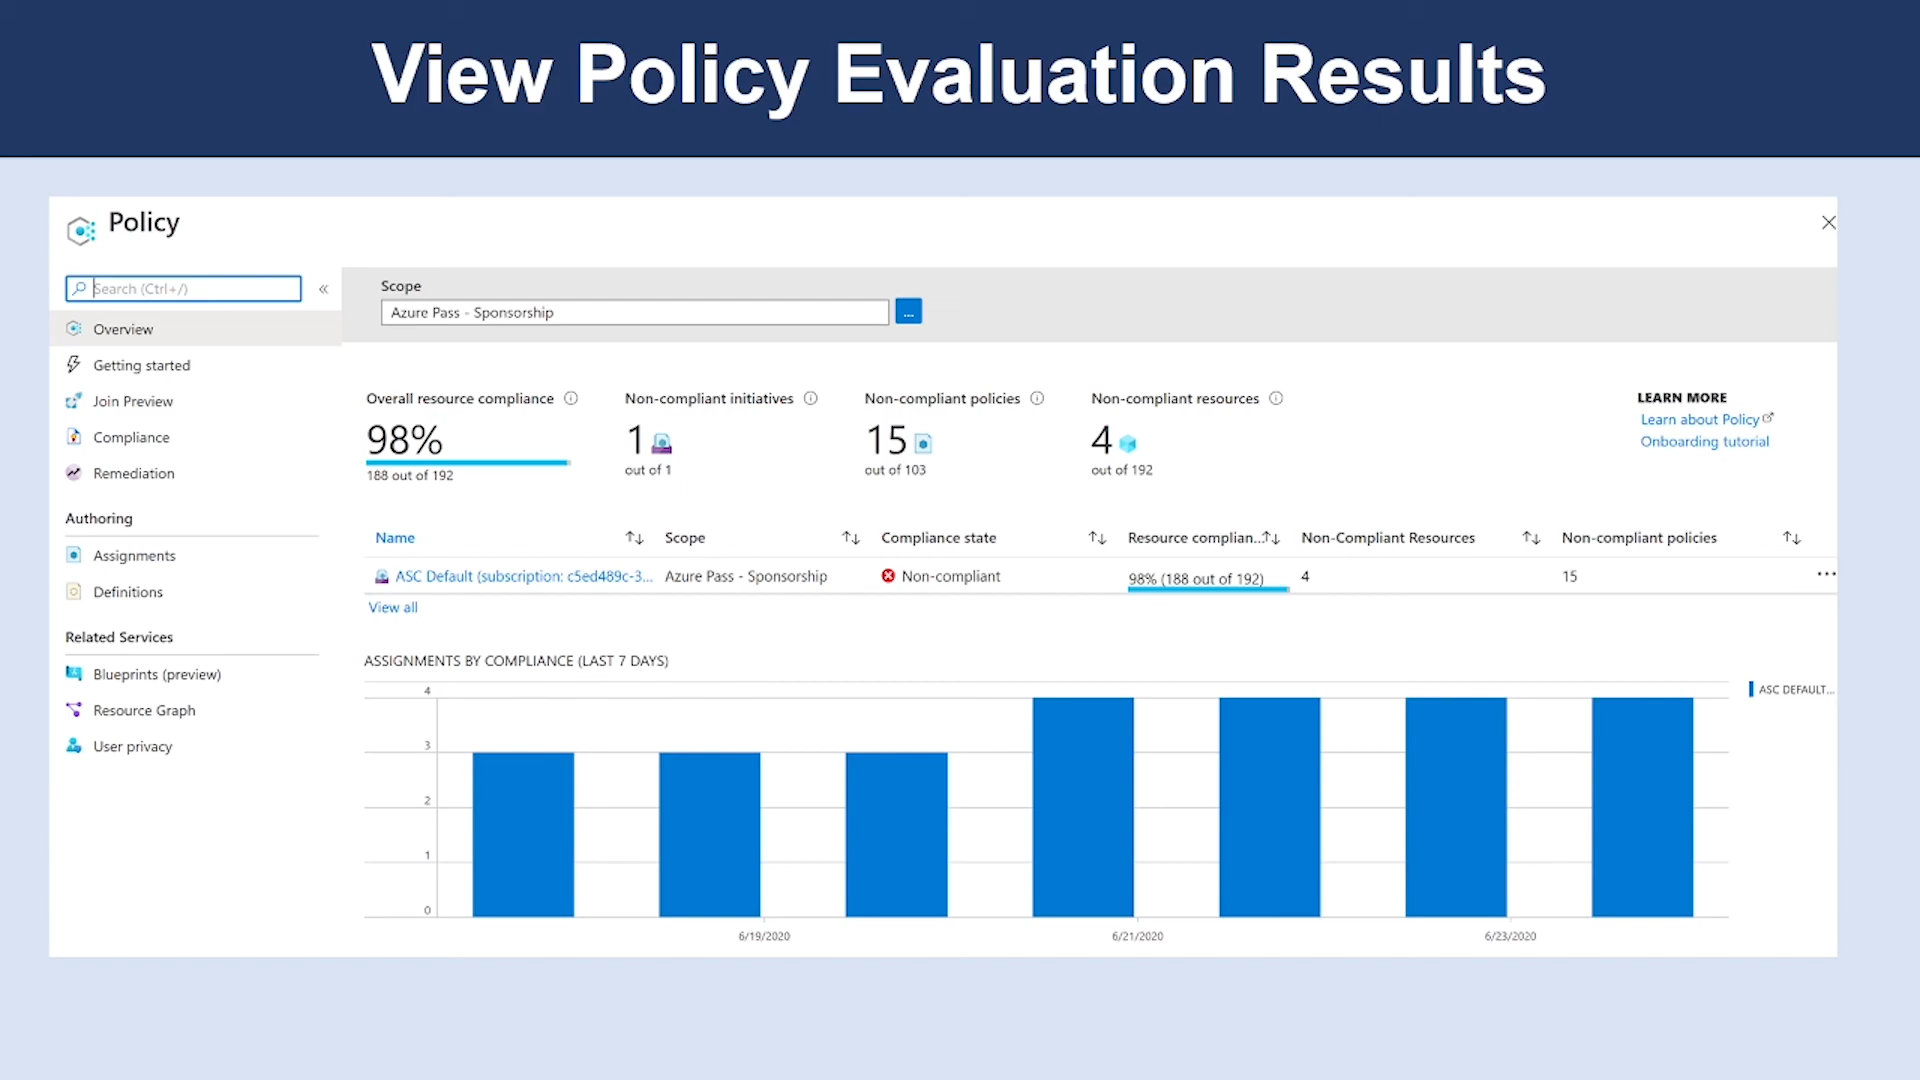 View Policy Evaluation Results
Policy
Search (Ctrl+/)
«
Overview
Getting started
Join Preview
Compliance
Remediation
Authoring
Assignments
Definitions
Related Services
Blueprints (preview)
Resource Graph
User privacy
Scope
Azure Pass - Sponsorship
...
Overall resource compliance
98%
188 out of 192
Non-compliant initiatives
1
out of 1
Non-compliant policies
15
out of 103
Non-compliant resources
4
out of 192
LEARN MORE
Learn about Policy
Onboarding tutorial
Name Scope Compliance state Resource complian... Non-Compliant Resources Non-compliant policies
ASC Default (subscription: c5ed489c-3... Azure Pass - Sponsorship Non-compliant 98% (188 out of 192) 4 15 ...
View all
ASSIGNMENTS BY COMPLIANCE (LAST 7 DAYS)
4
3
2
1
0
6/19/2020 6/21/2020 6/23/2020
ASC DEFAULT...